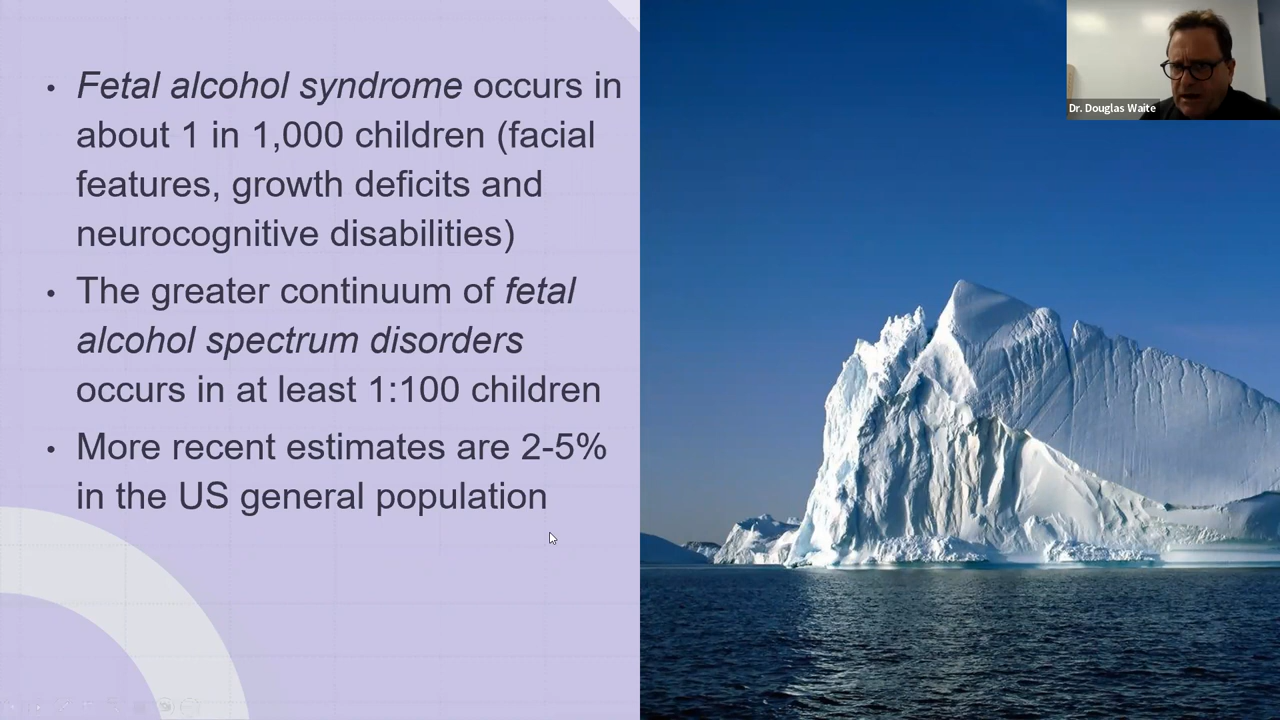 • Fetal alcohol syndrome occurs in
about 1 in 1,000 children (facial
features, growth deficits and
neurocognitive disabilities)
• The greater continuum of fetal
alcohol spectrum disorders
occurs in at least 1:100 children
• More recent estimates are 2-5%
in the US general population
Dr. Douglas Waite